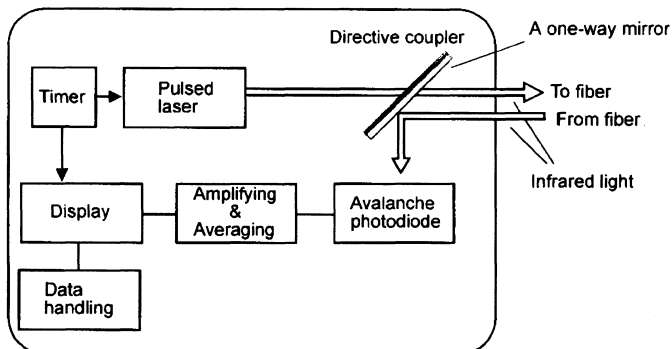 Directive coupler
A one-way mirror
Timer
Pulsed
laser
To fiber
From fiber
Infrared light
Display
Amplifying
&
Averaging
Avalanche
photodiode
Data
handling